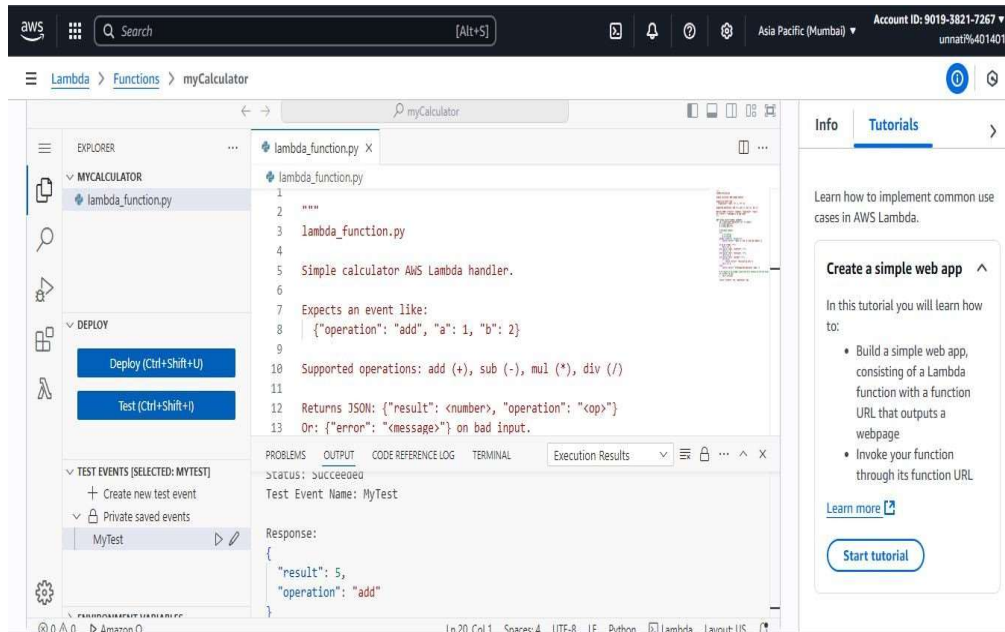 aws
Search [Alt+S]
Asia Pacific (Mumbai) ▼
Account ID: 9019-3821-7267 ▼
unnati%401401
Lambda > Functions > myCalculator
myCalculator
EXPLORER
MYCALCULATOR
lambda_function.py
DEPLOY
Deploy (Ctrl+Shift+U)
Test (Ctrl+Shift+I)
TEST EVENTS [SELECTED: MYTEST]
+ Create new test event
Private saved events
MyTest
ENVIRONMENT VARIABLES
lambda_function.py X
lambda_function.py
1
2 """
3 lambda_function.py
4
5 Simple calculator AWS Lambda handler.
6
7 Expects an event like:
8 {"operation": "add", "a": 1, "b": 2}
9
10 Supported operations: add (+), sub (-), mul (*), div (/)
11
12 Returns JSON: {"result": <number>, "operation": "<op>"}
13 Or: {"error": "<message>"} on bad input.
PROBLEMS OUTPUT CODE REFERENCE LOG TERMINAL Execution Results
Status: Succeeded
Test Event Name: MyTest
Response:
{
"result": 5,
"operation": "add"
}
0 0 Amazon Q Ln 20, Col 1 Spaces: 4 UTF-8 LF Python Lambda Layout: US
Info Tutorials
Learn how to implement common use
cases in AWS Lambda.
Create a simple web app
In this tutorial you will learn how
to:
• Build a simple web app,
consisting of a Lambda
function with a function
URL that outputs a
webpage
• Invoke your function
through its function URL
Learn more
Start tutorial